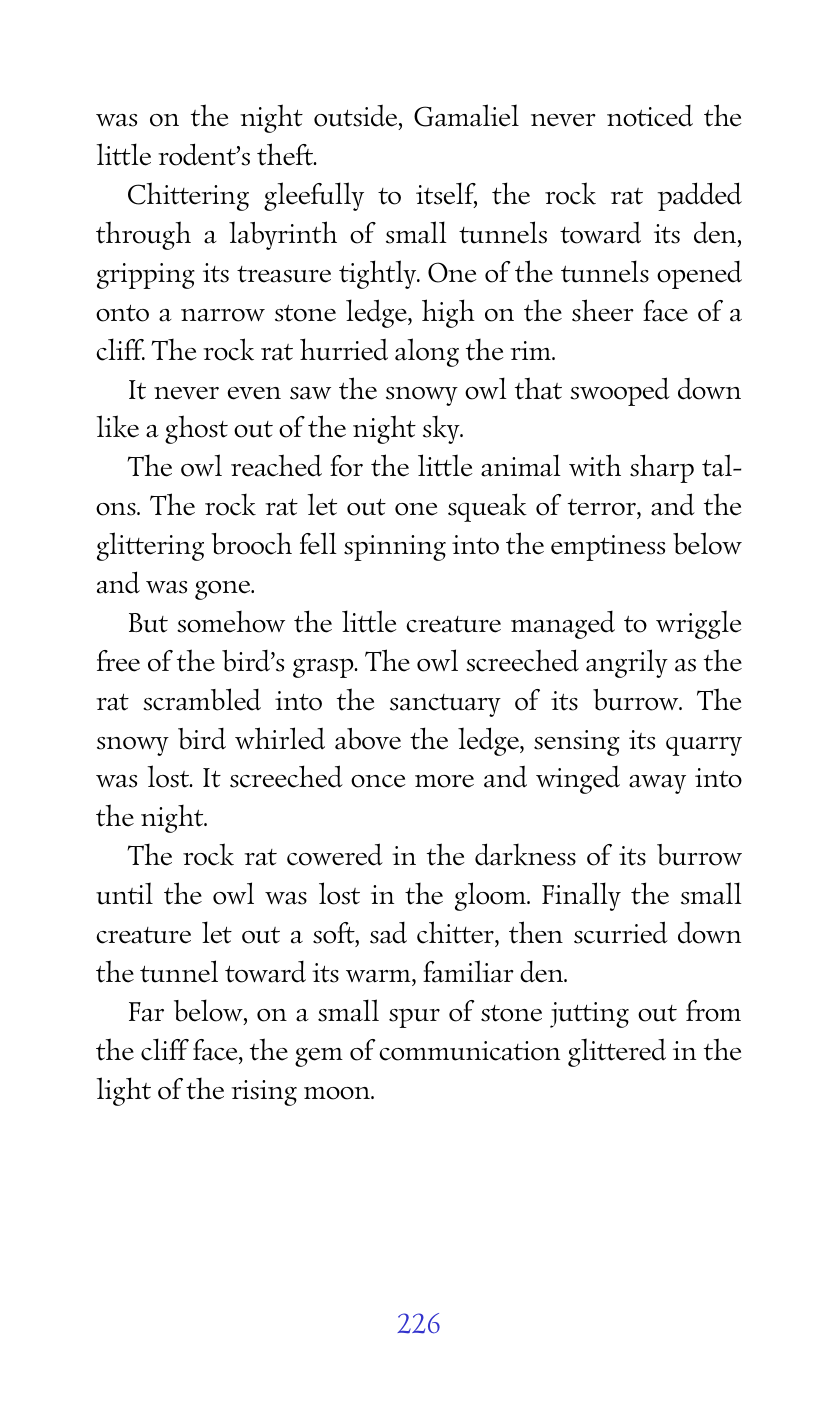 was on the night outside, Gamaliel never noticed the
little rodent’s theft.
Chittering gleefully to itself, the rock rat padded
through a labyrinth of small tunnels toward its den,
gripping its treasure tightly. One of the tunnels opened
onto a narrow stone ledge, high on the sheer face of a
cliff. The rock rat hurried along the rim.
It never even saw the snowy owl that swooped down
like a ghost out of the night sky.
The owl reached for the little animal with sharp tal-
ons. The rock rat let out one squeak of terror, and the
glittering brooch fell spinning into the emptiness below
and was gone.
But somehow the little creature managed to wriggle
free of the bird’s grasp. The owl screeched angrily as the
rat scrambled into the sanctuary of its burrow. The
snowy bird whirled above the ledge, sensing its quarry
was lost. It screeched once more and winged away into
the night.
The rock rat cowered in the darkness of its burrow
until the owl was lost in the gloom. Finally the small
creature let out a soft, sad chitter, then scurried down
the tunnel toward its warm, familiar den.
Far below, on a small spur of stone jutting out from
the cliff face, the gem of communication glittered in the
light of the rising moon.
226